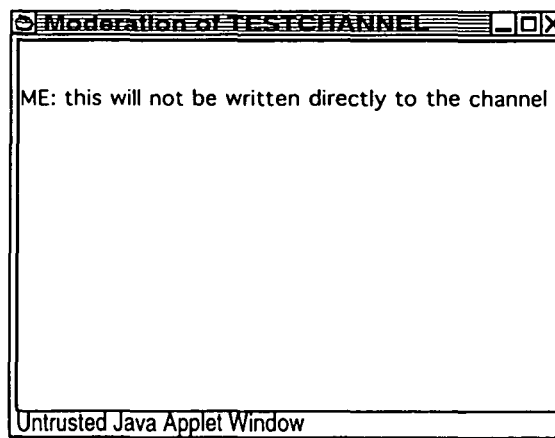 Moderation of TESTCHANNEL
ME: this will not be written directly to the channel
Untrusted Java Applet Window